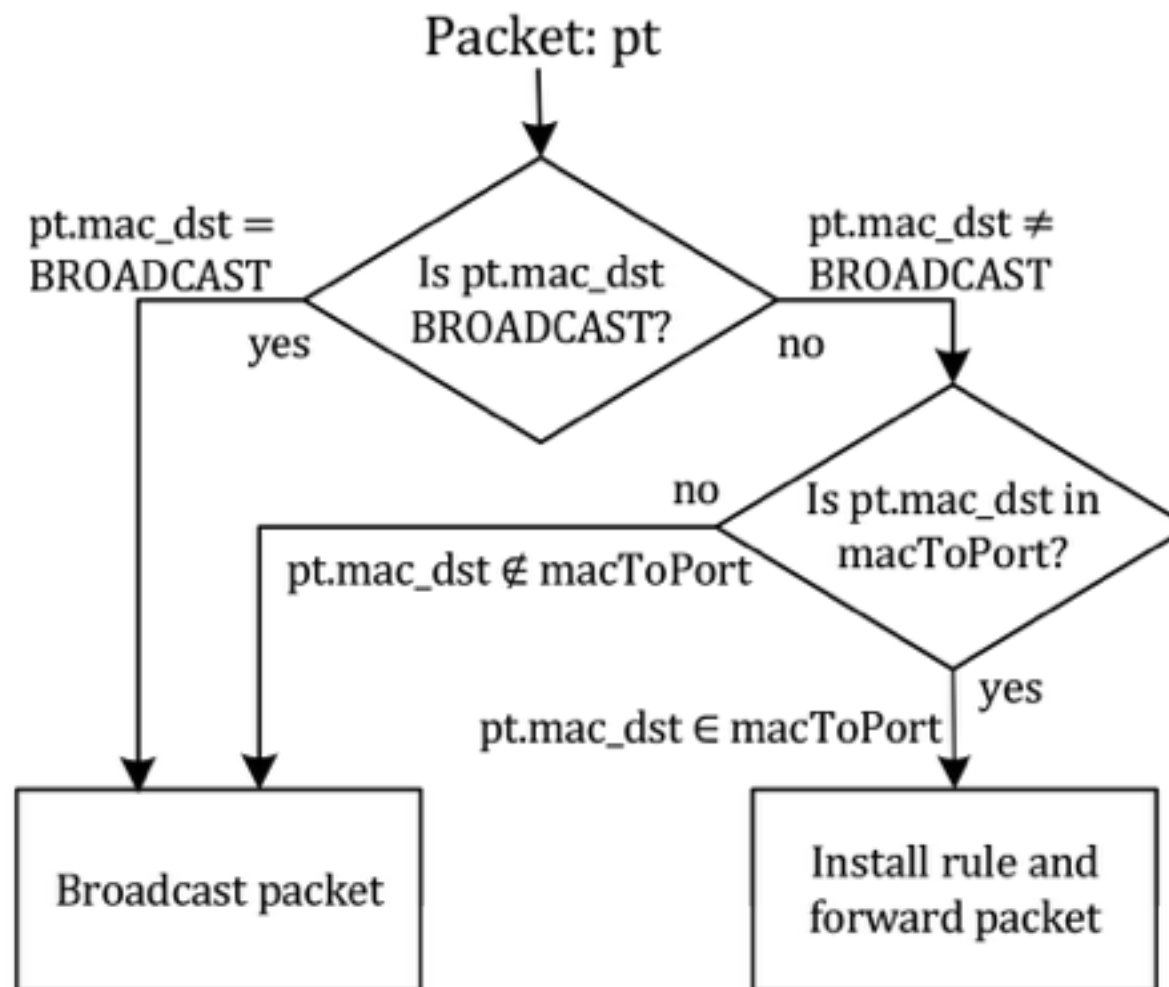 Packet: pt
pt.mac_dst =
BROADCAST
pt.mac_dst ≠
BROADCAST
Is pt.mac_dst
BROADCAST?
yes
no
no
Is pt.mac_dst in
macToPort?
pt.mac_dst ∉ macToPort
yes
pt.mac_dst ∈ macToPort
Broadcast packet
Install rule and
forward packet